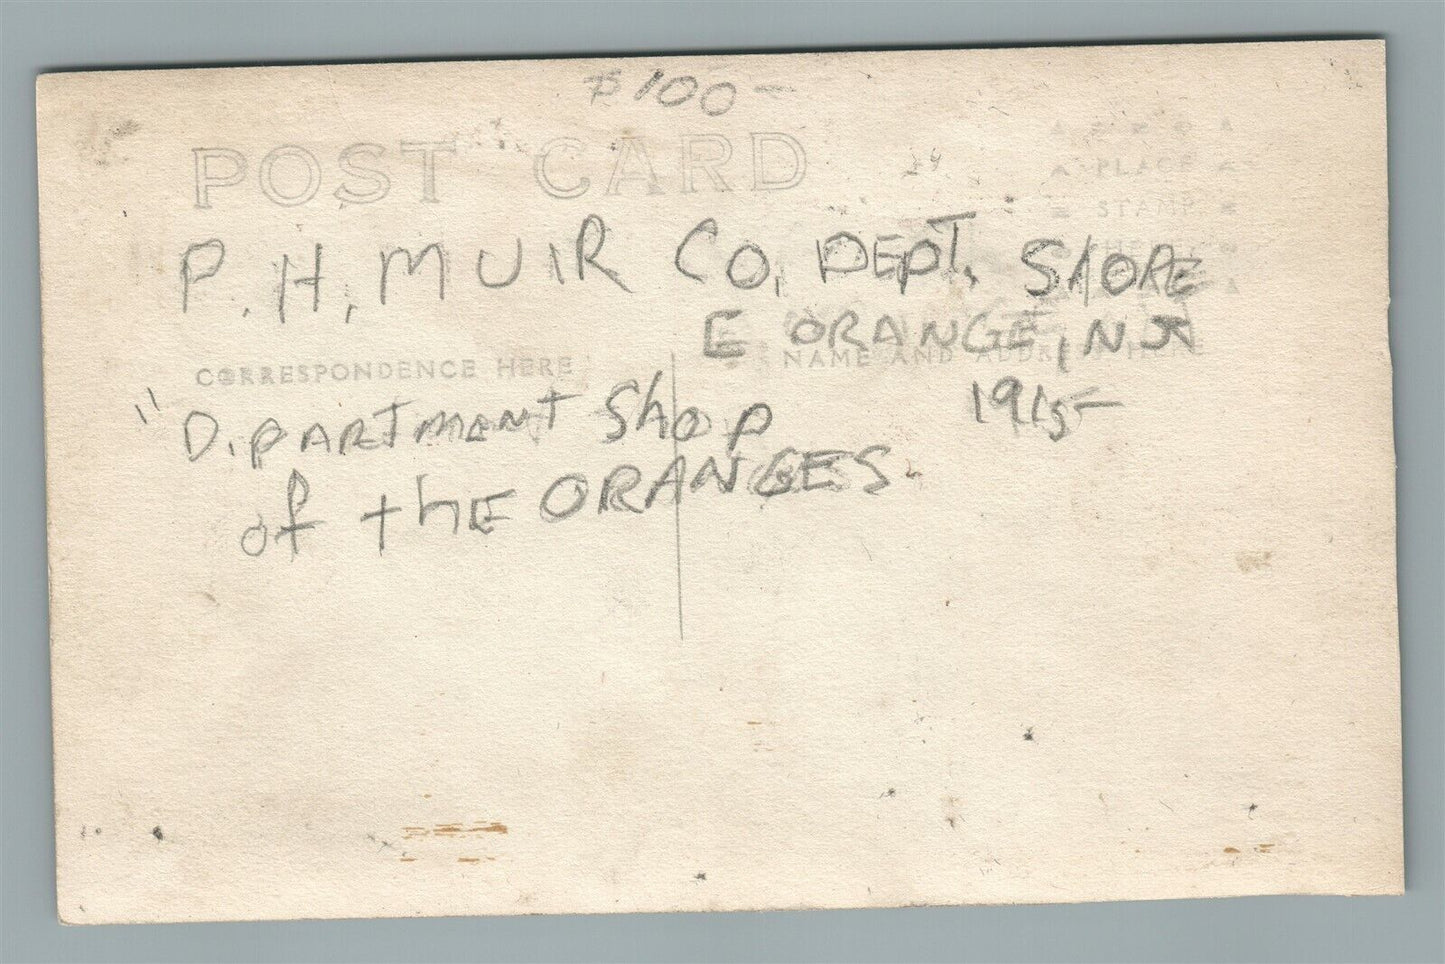 $100-
POST CARD
PLACE
STAMP
P.H. MUIR CO. DEPT. STORE
E ORANGE, NJ
CORRESPONDENCE HERE
NAME AND ADDRESS HERE
1915-
"D.PARTMENT ShOP
of thE ORANGES